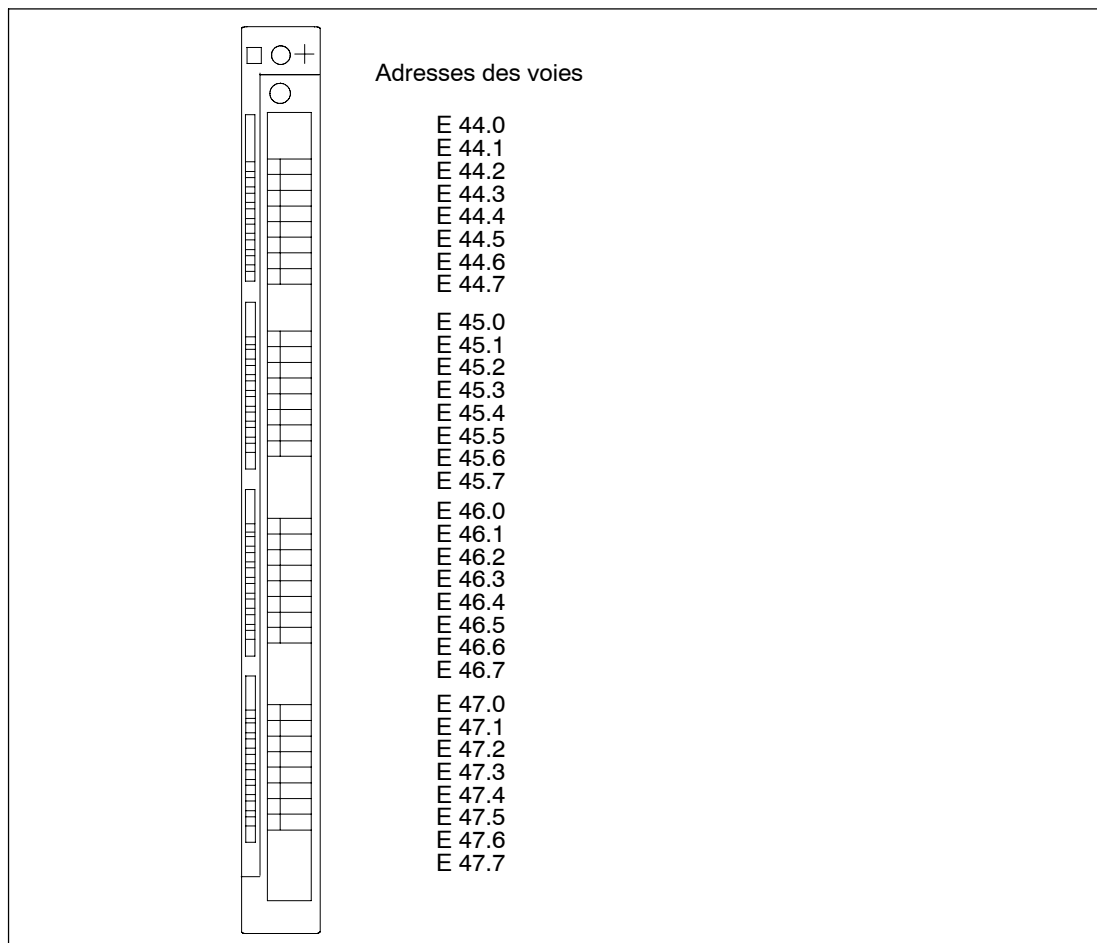 Adresses des voies
E 44.0
E 44.1
E 44.2
E 44.3
E 44.4
E 44.5
E 44.6
E 44.7
E 45.0
E 45.1
E 45.2
E 45.3
E 45.4
E 45.5
E 45.6
E 45.7
E 46.0
E 46.1
E 46.2
E 46.3
E 46.4
E 46.5
E 46.6
E 46.7
E 47.0
E 47.1
E 47.2
E 47.3
E 47.4
E 47.5
E 47.6
E 47.7